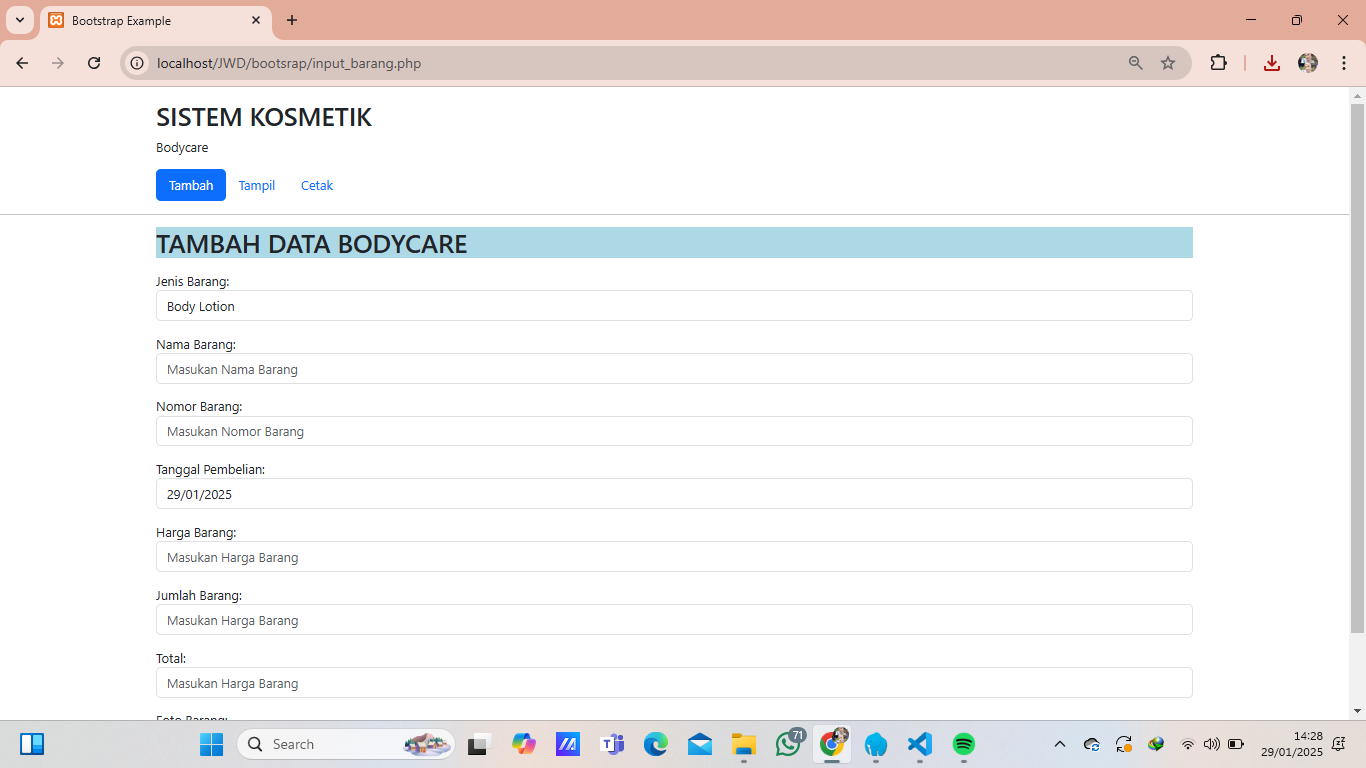 Bootstrap Example
localhost/JWD/bootsrap/input_barang.php
SISTEM KOSMETIK
Bodycare
Tambah Tampil Cetak
TAMBAH DATA BODYCARE
Jenis Barang:
Body Lotion
Nama Barang:
Masukan Nama Barang
Nomor Barang:
Masukan Nomor Barang
Tanggal Pembelian:
29/01/2025
Harga Barang:
Masukan Harga Barang
Jumlah Barang:
Masukan Harga Barang
Total:
Masukan Harga Barang
Foto Barang:
Search
71
14:28
29/01/2025